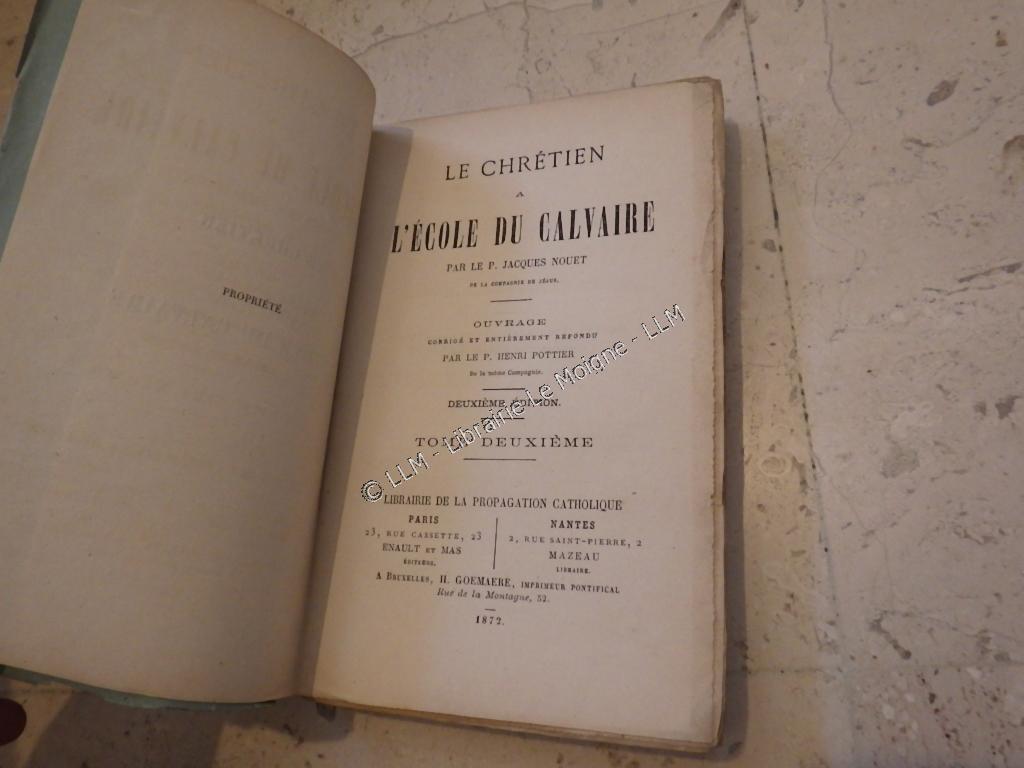 PROPRIÉTÉ
LE CHRÉTIEN
A
L'ÉCOLE DU CALVAIRE
PAR LE P. JACQUES NOUET
DE LA COMPAGNIE DE JÉSUS.
OUVRAGE
CORRIGÉ ET ENTIÈREMENT REFONDU
PAR LE P. HENRI POTTIER
De la même Compagnie.
DEUXIÈME ÉDITION.
TOME DEUXIÈME
LIBRAIRIE DE LA PROPAGATION CATHOLIQUE
PARIS
23, RUE CASSETTE, 23
ENAULT ET MAS
ÉDITEURS.
NANTES
2, RUE SAINT-PIERRE, 2
MAZEAU
LIBRAIRE.
A BRUXELLES, H. GOEMAERE, IMPRIMEUR PONTIFICAL
Rue de la Montagne, 52.
1872.
© LLM - Librairie Le Moigne - LLM